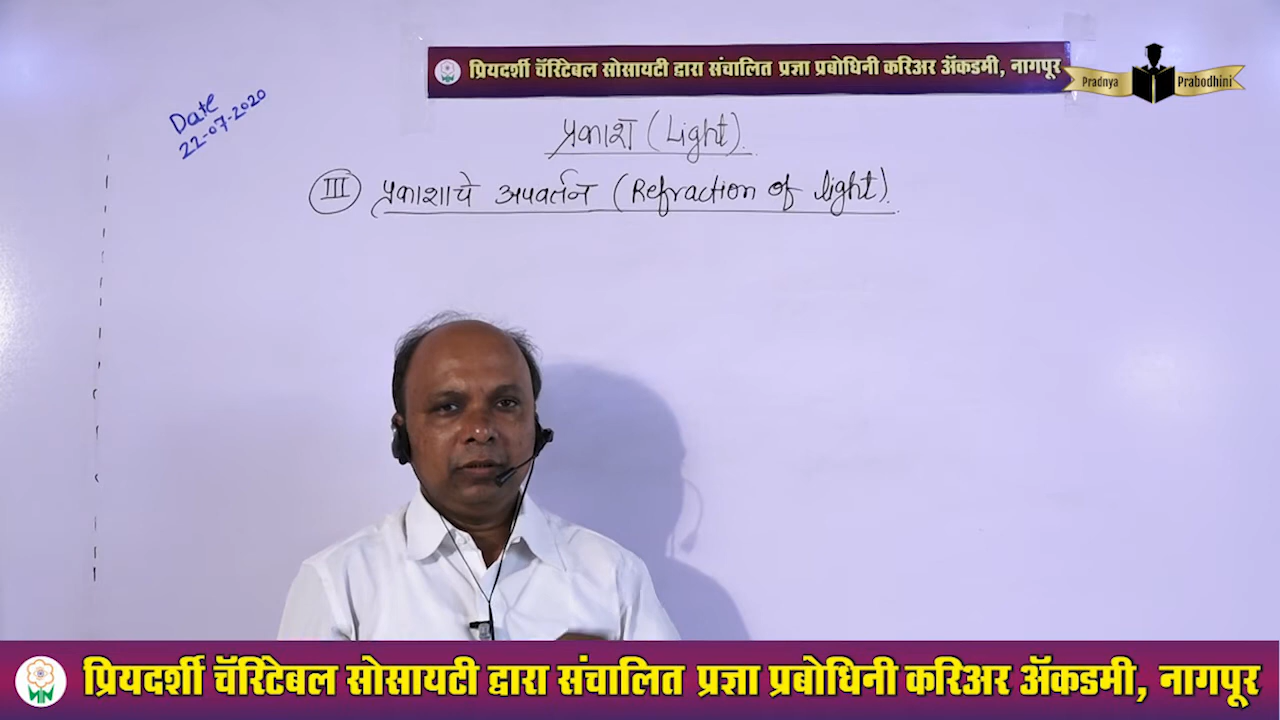 प्रियदर्शी चॅरिटेबल सोसायटी द्वारा संचालित प्रज्ञा प्रबोधिनी करिअर ॲकडमी, नागपूर
Pradnya Prabodhini
Date
22-07-2020
प्रकाश (Light).
III प्रकाशाचे अपवर्तन (Refraction of light).
प्रियदर्शी चॅरिटेबल सोसायटी द्वारा संचालित प्रज्ञा प्रबोधिनी करिअर ॲकडमी, नागपूर